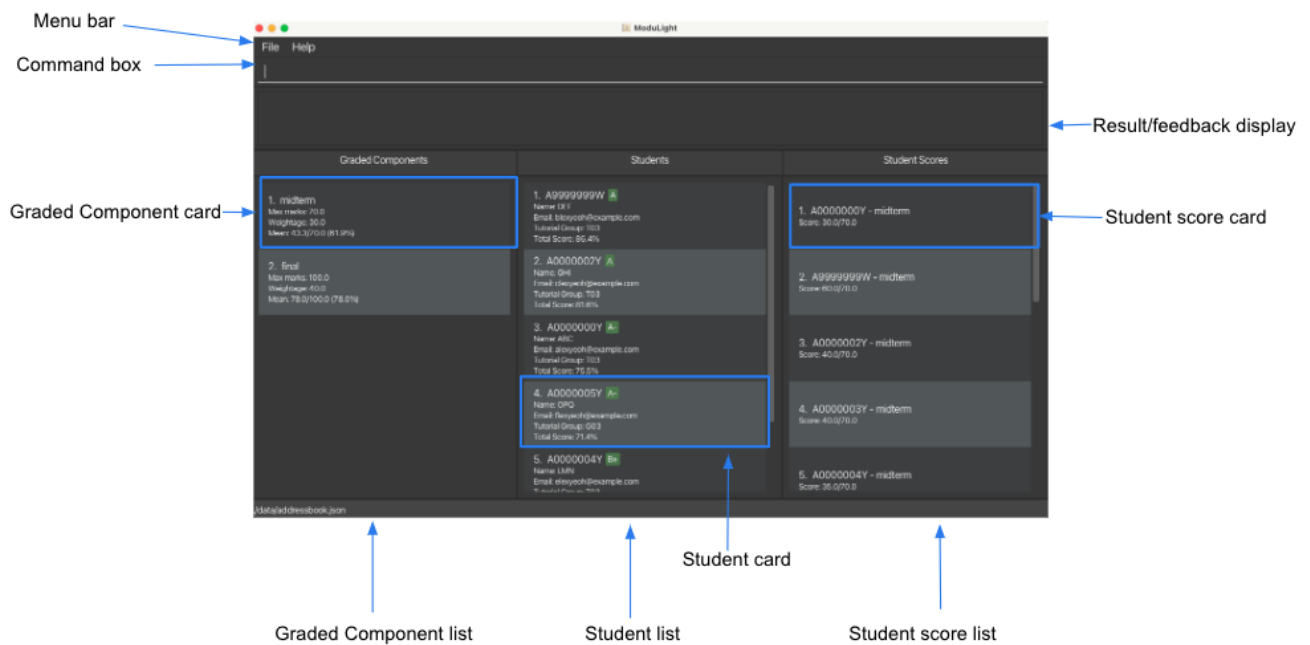 Menu bar
ModuLight
File Help
Command box
Result/feedback display
Graded Components
Students
Student Scores
Graded Component card
1. midterm
Max marks: 70.0
Weightage: 30.0
Mean: 43.3/70.0 (61.9%)
2. final
Max marks: 100.0
Weightage: 40.0
Mean: 78.0/100.0 (78.0%)
1. A9999999W A
Name: DEF
Email: bloxyeoh@example.com
Tutorial Group: T03
Total Score: 86.4%
2. A0000002Y A
Name: GHI
Email: clexyeoh@example.com
Tutorial Group: T03
Total Score: 81.6%
3. A0000000Y A-
Name: ABC
Email: alexyeoh@example.com
Tutorial Group: T03
Total Score: 75.5%
4. A0000005Y A-
Name: OPQ
Email: flexyeoh@example.com
Tutorial Group: G03
Total Score: 71.4%
5. A0000004Y B+
Name: LMN
Email: elexyeoh@example.com
Tutorial Group: T03
1. A0000000Y - midterm
Score: 30.0/70.0
2. A9999999W - midterm
Score: 60.0/70.0
3. A0000002Y - midterm
Score: 40.0/70.0
4. A0000003Y - midterm
Score: 40.0/70.0
5. A0000004Y - midterm
Score: 35.0/70.0
Student score card
/data/addressbook.json
Student card
Graded Component list
Student list
Student score list